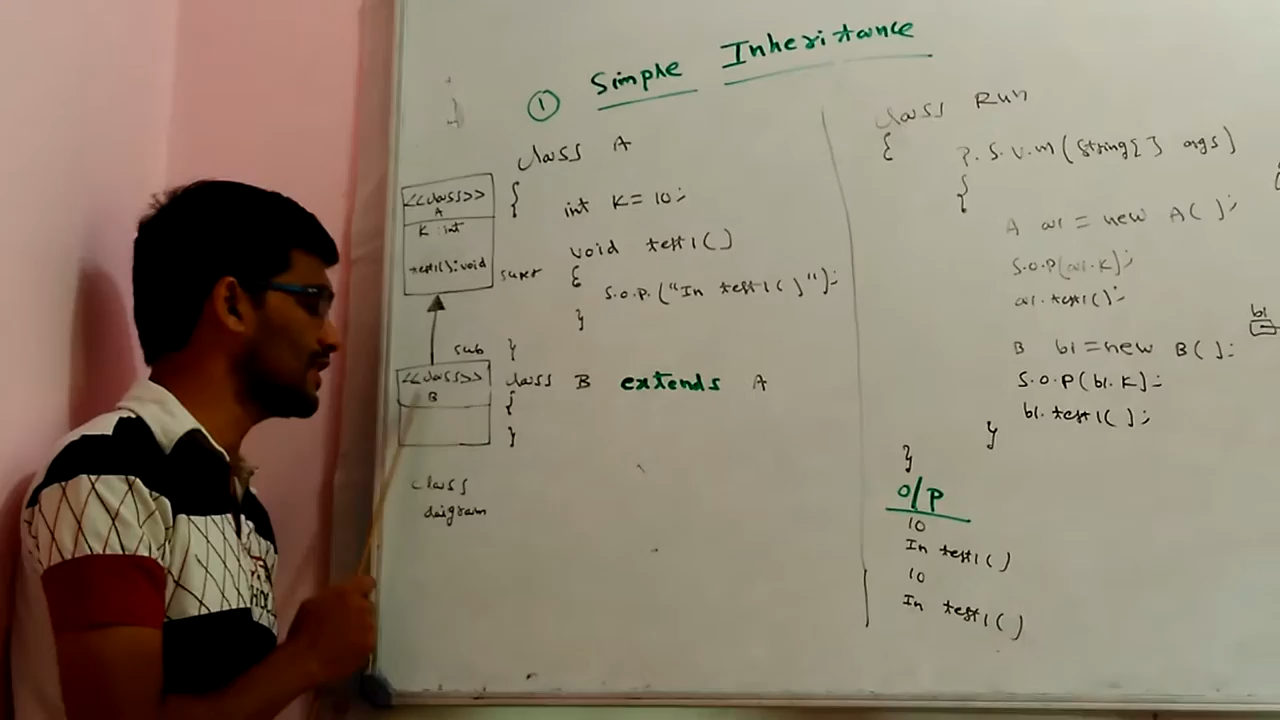 ① Simple Inheritance
<<class>>
A
K : int
test1() : void
super
sub
<<class>>
B
class
daigram
class A
{
int K = 10;
void test1()
{
S.o.p.("In test1()");
}
}
class B extends A
{
}
class Run
{
P.S.V.m(String[] args)
{
A a1 = new A();
S.o.p(a1.K);
a1.test1();
B b1 = new B();
S.o.p(b1.K);
b1.test1();
}
}
O/P
10
In test1()
10
In test1()
b1